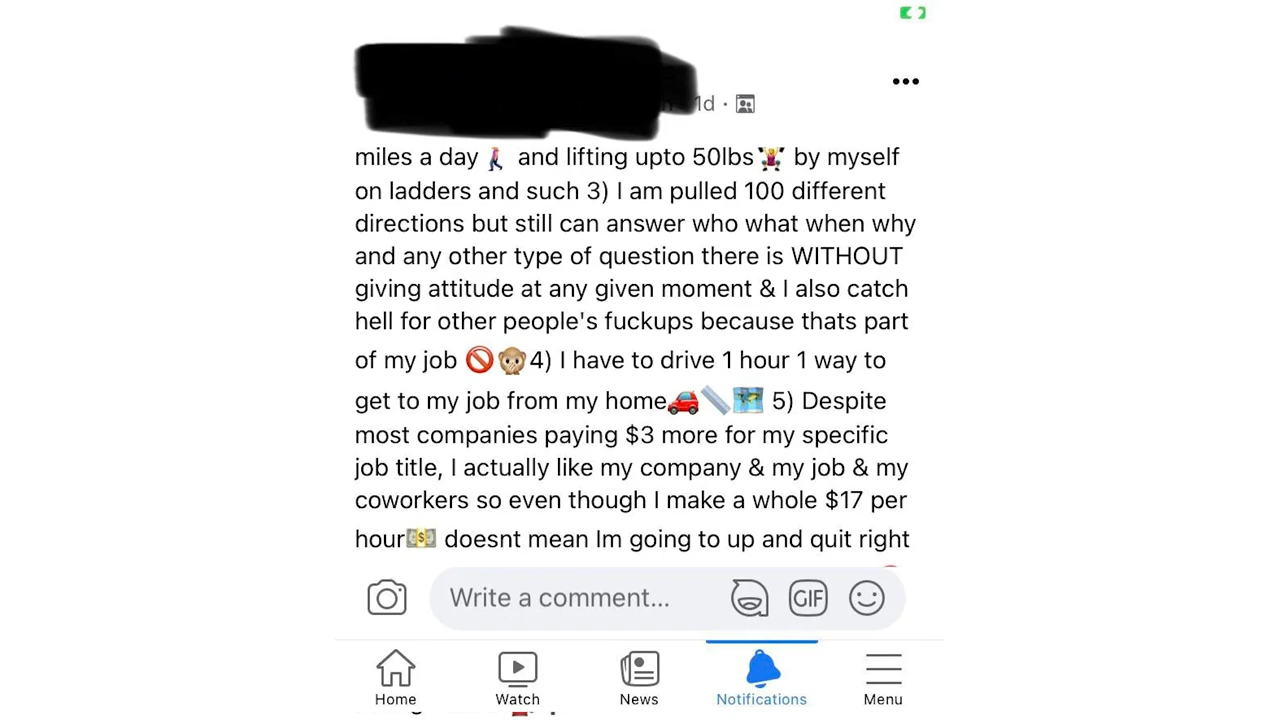 1d ·
miles a day 🚶‍♀️ and lifting upto 50lbs 🏋️‍♀️ by myself
on ladders and such 3) I am pulled 100 different
directions but still can answer who what when why
and any other type of question there is WITHOUT
giving attitude at any given moment & I also catch
hell for other people's fuckups because thats part
of my job 🚫🙊 4) I have to drive 1 hour 1 way to
get to my job from my home🚗📏🗺️ 5) Despite
most companies paying $3 more for my specific
job title, I actually like my company & my job & my
coworkers so even though I make a whole $17 per
hour💵 doesnt mean Im going to up and quit right
Write a comment...
GIF
Home Watch News Notifications Menu